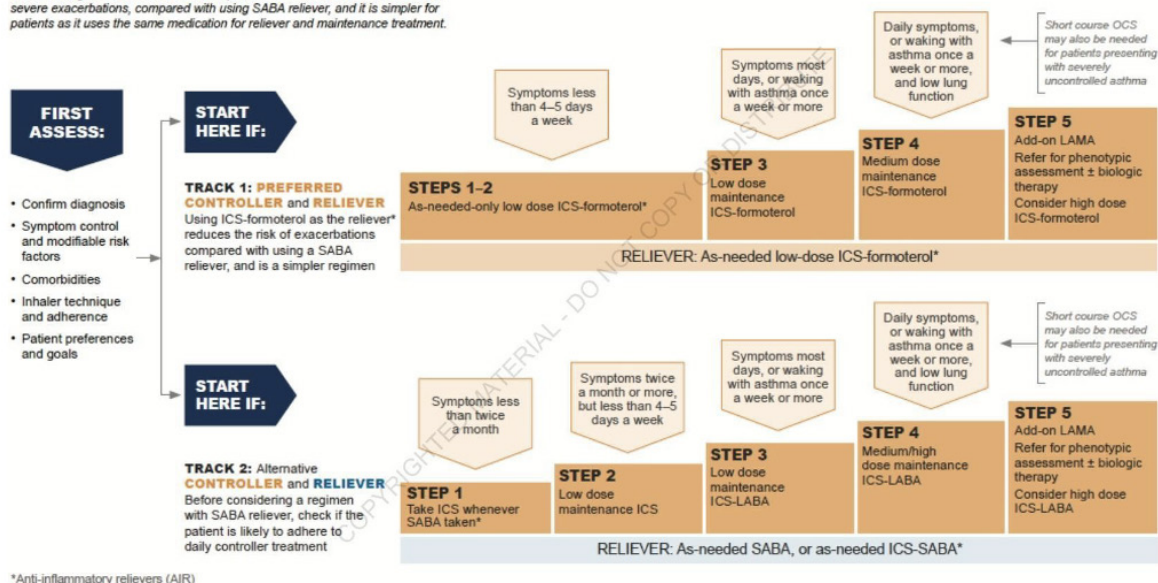 severe exacerbations, compared with using SABA reliever, and it is simpler for
patients as it uses the same medication for reliever and maintenance treatment.
FIRST
ASSESS:
• Confirm diagnosis
• Symptom control
and modifiable risk
factors
• Comorbidities
• Inhaler technique
and adherence
• Patient preferences
and goals
START
HERE IF:
TRACK 1: PREFERRED
CONTROLLER and RELIEVER
Using ICS-formoterol as the reliever*
reduces the risk of exacerbations
compared with using a SABA
reliever, and is a simpler regimen
Symptoms less
than 4–5 days
a week
Symptoms most
days, or waking
with asthma once
a week or more
Daily symptoms,
or waking with
asthma once a
week or more,
and low lung
function
Short course OCS
may also be needed
for patients presenting
with severely
uncontrolled asthma
STEPS 1–2
As-needed-only low dose ICS-formoterol*
STEP 3
Low dose
maintenance
ICS-formoterol
STEP 4
Medium dose
maintenance
ICS-formoterol
STEP 5
Add-on LAMA
Refer for phenotypic
assessment ± biologic
therapy
Consider high dose
ICS-formoterol
RELIEVER: As-needed low-dose ICS-formoterol*
START
HERE IF:
TRACK 2: Alternative
CONTROLLER and RELIEVER
Before considering a regimen
with SABA reliever, check if the
patient is likely to adhere to
daily controller treatment
Symptoms less
than twice
a month
Symptoms twice
a month or more,
but less than 4–5
days a week
Symptoms most
days, or waking
with asthma once
a week or more
Daily symptoms,
or waking with
asthma once a
week or more,
and low lung
function
Short course OCS
may also be needed
for patients presenting
with severely
uncontrolled asthma
STEP 1
Take ICS whenever
SABA taken*
STEP 2
Low dose
maintenance ICS
STEP 3
Low dose
maintenance
ICS-LABA
STEP 4
Medium/high
dose maintenance
ICS-LABA
STEP 5
Add-on LAMA
Refer for phenotypic
assessment ± biologic
therapy
Consider high dose
ICS-LABA
RELIEVER: As-needed SABA, or as-needed ICS-SABA*
*Anti-inflammatory relievers (AIR)
COPYRIGHTED MATERIAL - DO NOT COPY OR DISTRIBUTE